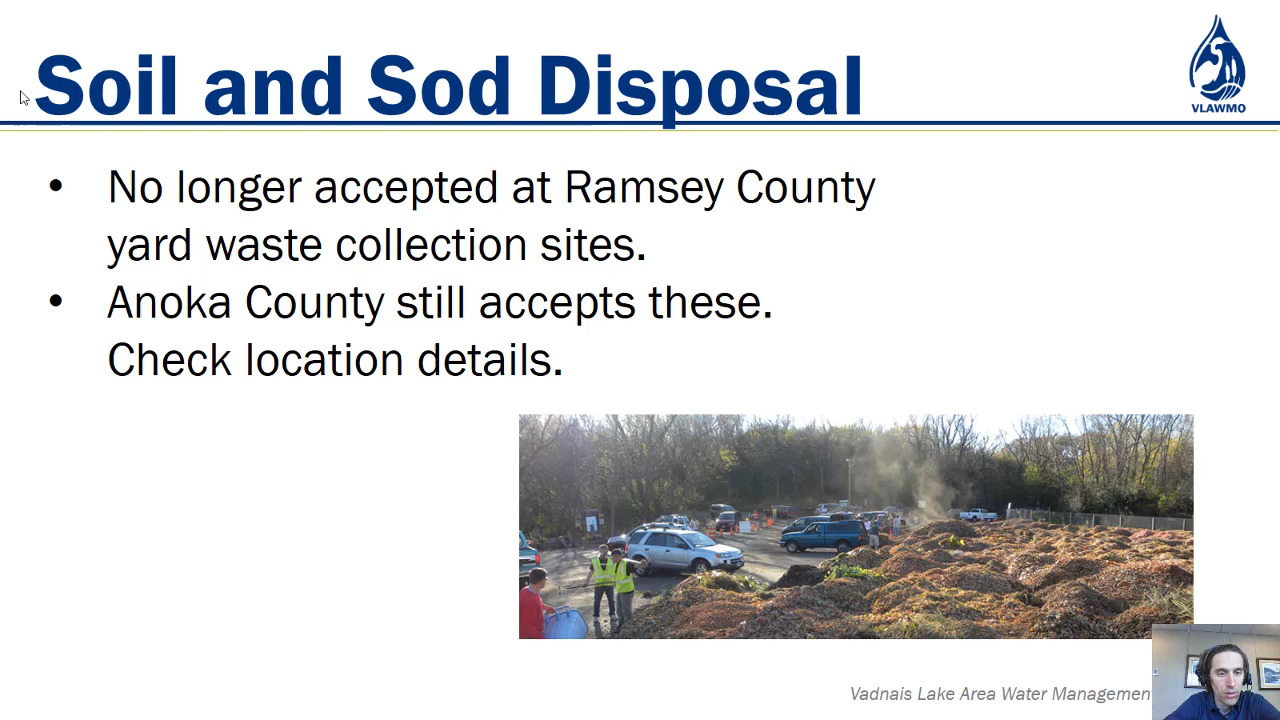 Soil and Sod Disposal
VLAWMO
• No longer accepted at Ramsey County
yard waste collection sites.
• Anoka County still accepts these.
Check location details.
Vadnais Lake Area Water Managemen